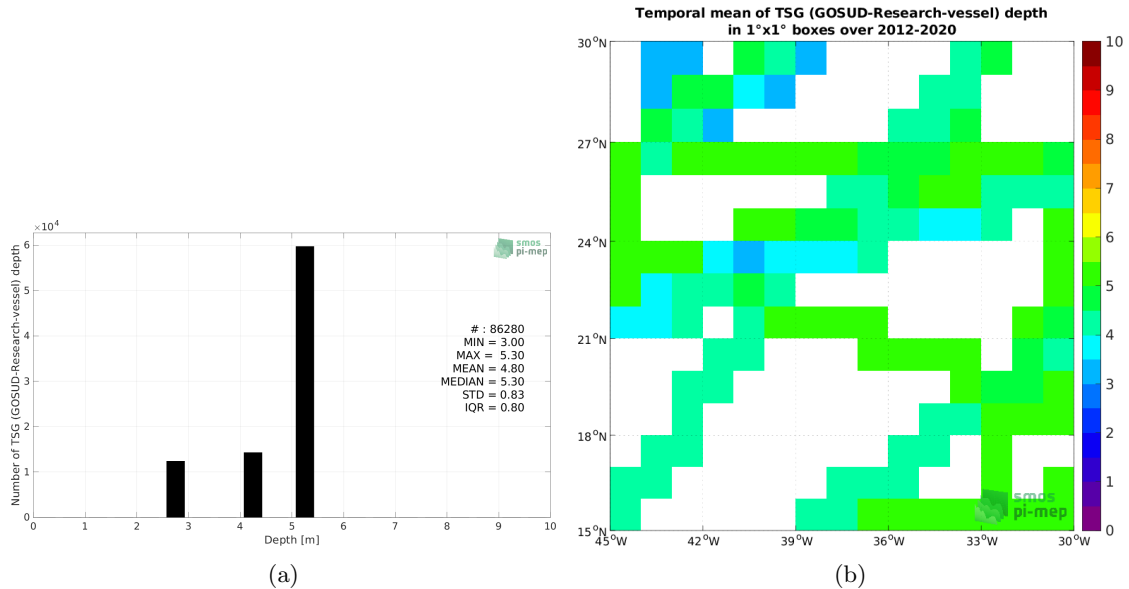 ×10⁴
6
5
4
3
2
1
0
Number of TSG (GOSUD-Research-vessel) depth
smos
pi-mep
# : 86280
MIN = 3.00
MAX = 5.30
MEAN = 4.80
MEDIAN = 5.30
STD = 0.83
IQR = 0.80
0 1 2 3 4 5 6 7 8 9 10
Depth [m]
(a)
Temporal mean of TSG (GOSUD-Research-vessel) depth
in 1°x1° boxes over 2012-2020
30°N
27°N
24°N
21°N
18°N
15°N
45°W 42°W 39°W 36°W 33°W 30°W
smos
pi-mep
10
9
8
7
6
5
4
3
2
1
0
(b)